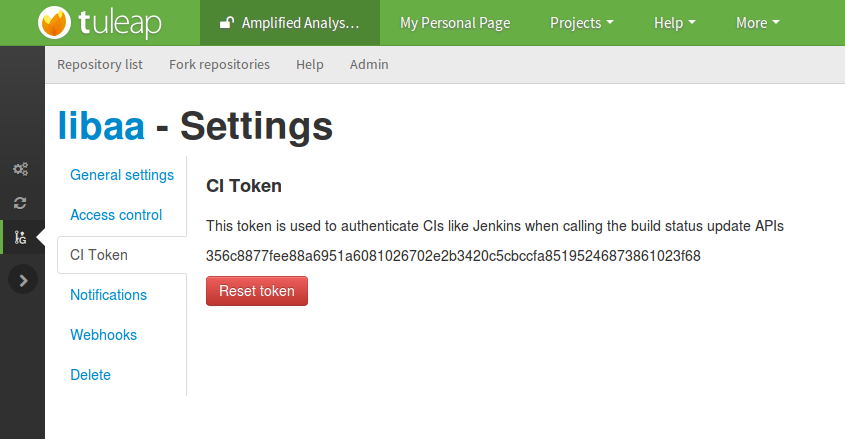 tuleap
Amplified Analys... My Personal Page Projects Help More
Repository list Fork repositories Help Admin
libaa - Settings
General settings
Access control
CI Token
Notifications
Webhooks
Delete
CI Token
This token is used to authenticate CIs like Jenkins when calling the build status update APIs
356c8877fee88a6951a6081026702e2b3420c5cbccfa85195246873861023f68
Reset token